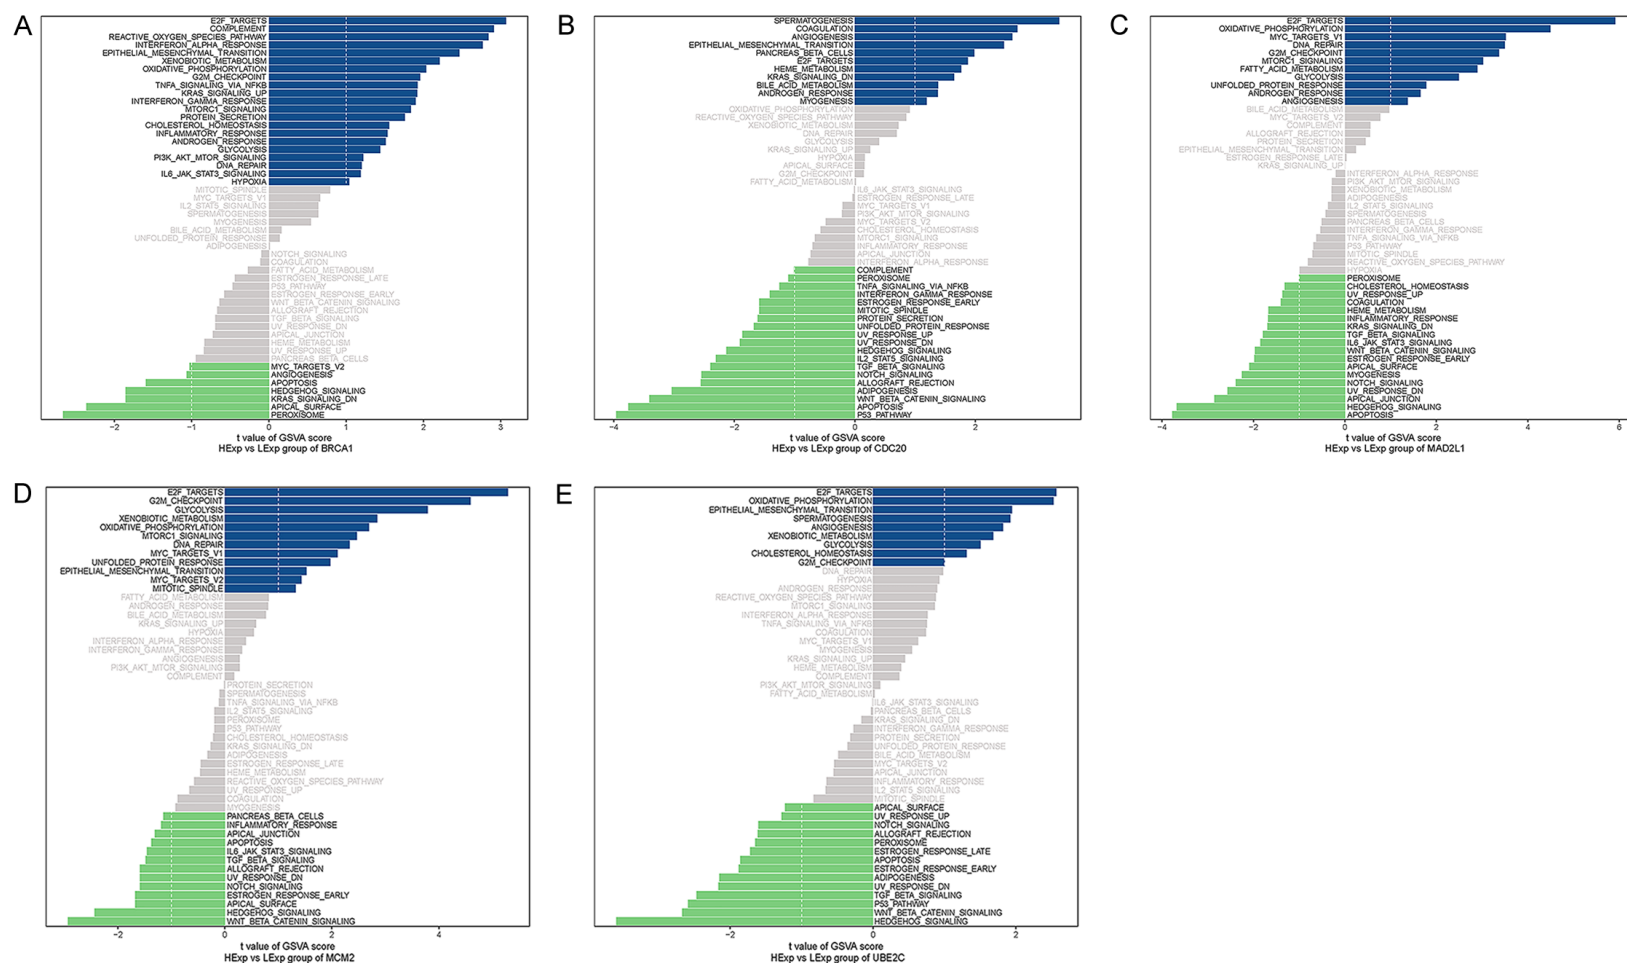 A
E2F_TARGETS
COMPLEMENT
REACTIVE_OXYGEN_SPECIES_PATHWAY
INTERFERON_ALPHA_RESPONSE
EPITHELIAL_MESENCHYMAL_TRANSITION
XENOBIOTIC_METABOLISM
OXIDATIVE_PHOSPHORYLATION
G2M_CHECKPOINT
TNFA_SIGNALING_VIA_NFKB
KRAS_SIGNALING_UP
INTERFERON_GAMMA_RESPONSE
MTORC1_SIGNALING
PROTEIN_SECRETION
CHOLESTEROL_HOMEOSTASIS
INFLAMMATORY_RESPONSE
ANDROGEN_RESPONSE
GLYCOLYSIS
PI3K_AKT_MTOR_SIGNALING
DNA_REPAIR
IL6_JAK_STAT3_SIGNALING
HYPOXIA
MITOTIC_SPINDLE
MYC_TARGETS_V1
IL2_STAT5_SIGNALING
SPERMATOGENESIS
MYOGENESIS
BILE_ACID_METABOLISM
UNFOLDED_PROTEIN_RESPONSE
ADIPOGENESIS
NOTCH_SIGNALING
COAGULATION
FATTY_ACID_METABOLISM
ESTROGEN_RESPONSE_LATE
P53_PATHWAY
ESTROGEN_RESPONSE_EARLY
WNT_BETA_CATENIN_SIGNALING
ALLOGRAFT_REJECTION
TGF_BETA_SIGNALING
UV_RESPONSE_DN
APICAL_JUNCTION
HEME_METABOLISM
UV_RESPONSE_UP
PANCREAS_BETA_CELLS
MYC_TARGETS_V2
ANGIOGENESIS
APOPTOSIS
HEDGEHOG_SIGNALING
KRAS_SIGNALING_DN
APICAL_SURFACE
PEROXISOME
-2 -1 0 1 2 3
t value of GSVA score
HExp vs LExp group of BRCA1
B
SPERMATOGENESIS
COAGULATION
ANGIOGENESIS
EPITHELIAL_MESENCHYMAL_TRANSITION
PANCREAS_BETA_CELLS
E2F_TARGETS
HEME_METABOLISM
KRAS_SIGNALING_DN
BILE_ACID_METABOLISM
ANDROGEN_RESPONSE
MYOGENESIS
OXIDATIVE_PHOSPHORYLATION
REACTIVE_OXYGEN_SPECIES_PATHWAY
XENOBIOTIC_METABOLISM
DNA_REPAIR
GLYCOLYSIS
KRAS_SIGNALING_UP
HYPOXIA
APICAL_SURFACE
G2M_CHECKPOINT
FATTY_ACID_METABOLISM
IL6_JAK_STAT3_SIGNALING
ESTROGEN_RESPONSE_LATE
MYC_TARGETS_V1
PI3K_AKT_MTOR_SIGNALING
MYC_TARGETS_V2
CHOLESTEROL_HOMEOSTASIS
MTORC1_SIGNALING
INFLAMMATORY_RESPONSE
APICAL_JUNCTION
INTERFERON_ALPHA_RESPONSE
COMPLEMENT
PEROXISOME
TNFA_SIGNALING_VIA_NFKB
INTERFERON_GAMMA_RESPONSE
ESTROGEN_RESPONSE_EARLY
MITOTIC_SPINDLE
PROTEIN_SECRETION
UNFOLDED_PROTEIN_RESPONSE
UV_RESPONSE_UP
UV_RESPONSE_DN
HEDGEHOG_SIGNALING
IL2_STAT5_SIGNALING
TGF_BETA_SIGNALING
NOTCH_SIGNALING
ALLOGRAFT_REJECTION
ADIPOGENESIS
WNT_BETA_CATENIN_SIGNALING
APOPTOSIS
P53_PATHWAY
-4 -2 0 2
t value of GSVA score
HExp vs LExp group of CDC20
C
E2F_TARGETS
OXIDATIVE_PHOSPHORYLATION
MYC_TARGETS_V1
DNA_REPAIR
G2M_CHECKPOINT
MTORC1_SIGNALING
FATTY_ACID_METABOLISM
GLYCOLYSIS
UNFOLDED_PROTEIN_RESPONSE
ANDROGEN_RESPONSE
ANGIOGENESIS
BILE_ACID_METABOLISM
MYC_TARGETS_V2
COMPLEMENT
ALLOGRAFT_REJECTION
PROTEIN_SECRETION
EPITHELIAL_MESENCHYMAL_TRANSITION
ESTROGEN_RESPONSE_LATE
KRAS_SIGNALING_UP
INTERFERON_ALPHA_RESPONSE
PI3K_AKT_MTOR_SIGNALING
XENOBIOTIC_METABOLISM
ADIPOGENESIS
IL2_STAT5_SIGNALING
SPERMATOGENESIS
PANCREAS_BETA_CELLS
INTERFERON_GAMMA_RESPONSE
TNFA_SIGNALING_VIA_NFKB
P53_PATHWAY
MITOTIC_SPINDLE
REACTIVE_OXYGEN_SPECIES_PATHWAY
HYPOXIA
PEROXISOME
CHOLESTEROL_HOMEOSTASIS
UV_RESPONSE_UP
COAGULATION
HEME_METABOLISM
INFLAMMATORY_RESPONSE
KRAS_SIGNALING_DN
TGF_BETA_SIGNALING
IL6_JAK_STAT3_SIGNALING
WNT_BETA_CATENIN_SIGNALING
ESTROGEN_RESPONSE_EARLY
APICAL_SURFACE
MYOGENESIS
NOTCH_SIGNALING
UV_RESPONSE_DN
APICAL_JUNCTION
HEDGEHOG_SIGNALING
APOPTOSIS
-4 -2 0 2 4 6
t value of GSVA score
HExp vs LExp group of MAD2L1
D
E2F_TARGETS
G2M_CHECKPOINT
GLYCOLYSIS
XENOBIOTIC_METABOLISM
OXIDATIVE_PHOSPHORYLATION
MTORC1_SIGNALING
DNA_REPAIR
MYC_TARGETS_V1
UNFOLDED_PROTEIN_RESPONSE
EPITHELIAL_MESENCHYMAL_TRANSITION
MYC_TARGETS_V2
MITOTIC_SPINDLE
FATTY_ACID_METABOLISM
ANDROGEN_RESPONSE
BILE_ACID_METABOLISM
KRAS_SIGNALING_UP
HYPOXIA
INTERFERON_ALPHA_RESPONSE
INTERFERON_GAMMA_RESPONSE
ANGIOGENESIS
PI3K_AKT_MTOR_SIGNALING
COMPLEMENT
PROTEIN_SECRETION
SPERMATOGENESIS
TNFA_SIGNALING_VIA_NFKB
IL2_STAT5_SIGNALING
PEROXISOME
P53_PATHWAY
CHOLESTEROL_HOMEOSTASIS
KRAS_SIGNALING_DN
ADIPOGENESIS
ESTROGEN_RESPONSE_LATE
HEME_METABOLISM
REACTIVE_OXYGEN_SPECIES_PATHWAY
UV_RESPONSE_UP
COAGULATION
MYOGENESIS
PANCREAS_BETA_CELLS
INFLAMMATORY_RESPONSE
APICAL_JUNCTION
APOPTOSIS
IL6_JAK_STAT3_SIGNALING
TGF_BETA_SIGNALING
ALLOGRAFT_REJECTION
UV_RESPONSE_DN
NOTCH_SIGNALING
ESTROGEN_RESPONSE_EARLY
APICAL_SURFACE
HEDGEHOG_SIGNALING
WNT_BETA_CATENIN_SIGNALING
-2 0 2 4
t value of GSVA score
HExp vs LExp group of MCM2
E
E2F_TARGETS
OXIDATIVE_PHOSPHORYLATION
EPITHELIAL_MESENCHYMAL_TRANSITION
SPERMATOGENESIS
ANGIOGENESIS
XENOBIOTIC_METABOLISM
GLYCOLYSIS
CHOLESTEROL_HOMEOSTASIS
G2M_CHECKPOINT
DNA_REPAIR
HYPOXIA
ANDROGEN_RESPONSE
REACTIVE_OXYGEN_SPECIES_PATHWAY
MTORC1_SIGNALING
INTERFERON_ALPHA_RESPONSE
TNFA_SIGNALING_VIA_NFKB
COAGULATION
MYC_TARGETS_V1
MYOGENESIS
KRAS_SIGNALING_UP
HEME_METABOLISM
COMPLEMENT
PI3K_AKT_MTOR_SIGNALING
FATTY_ACID_METABOLISM
IL6_JAK_STAT3_SIGNALING
PANCREAS_BETA_CELLS
KRAS_SIGNALING_DN
INTERFERON_GAMMA_RESPONSE
PROTEIN_SECRETION
UNFOLDED_PROTEIN_RESPONSE
BILE_ACID_METABOLISM
MYC_TARGETS_V2
APICAL_JUNCTION
INFLAMMATORY_RESPONSE
IL2_STAT5_SIGNALING
MITOTIC_SPINDLE
APICAL_SURFACE
UV_RESPONSE_UP
NOTCH_SIGNALING
ALLOGRAFT_REJECTION
PEROXISOME
ESTROGEN_RESPONSE_LATE
APOPTOSIS
ESTROGEN_RESPONSE_EARLY
ADIPOGENESIS
UV_RESPONSE_DN
TGF_BETA_SIGNALING
P53_PATHWAY
WNT_BETA_CATENIN_SIGNALING
HEDGEHOG_SIGNALING
-2 0 2
t value of GSVA score
HExp vs LExp group of UBE2C